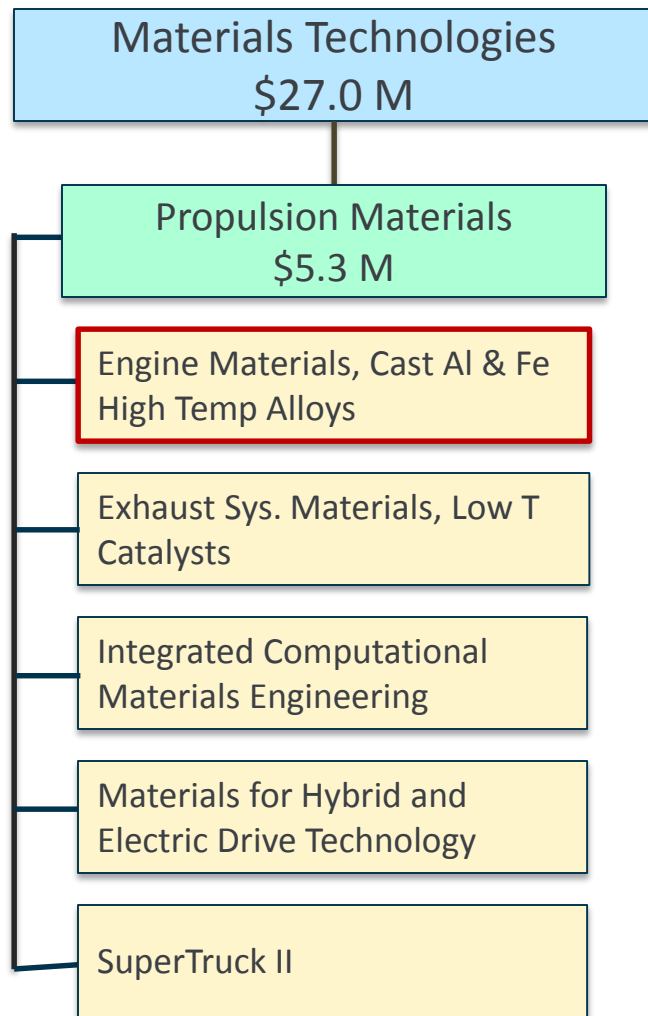 Materials Technologies
$27.0 M
Propulsion Materials
$5.3 M
Engine Materials, Cast Al & Fe
High Temp Alloys
Exhaust Sys. Materials, Low T
Catalysts
Integrated Computational
Materials Engineering
Materials for Hybrid and
Electric Drive Technology
SuperTruck II